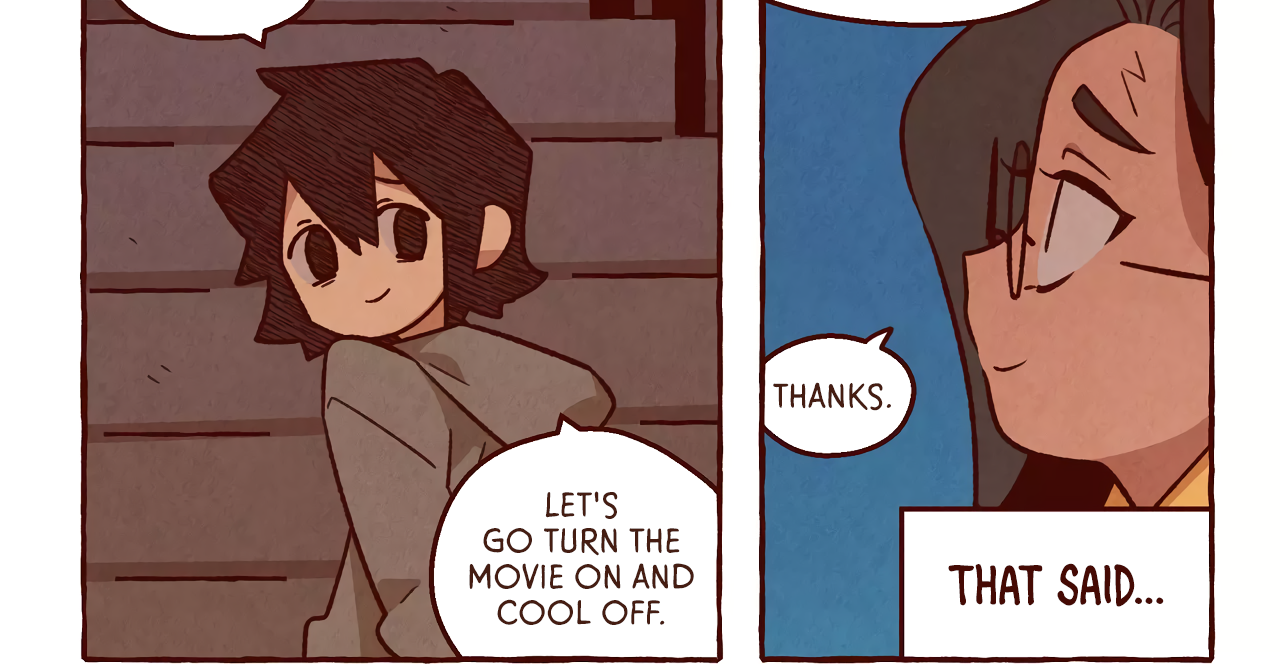 LET'S
GO TURN THE
MOVIE ON AND
COOL OFF.
THANKS.
THAT SAID...